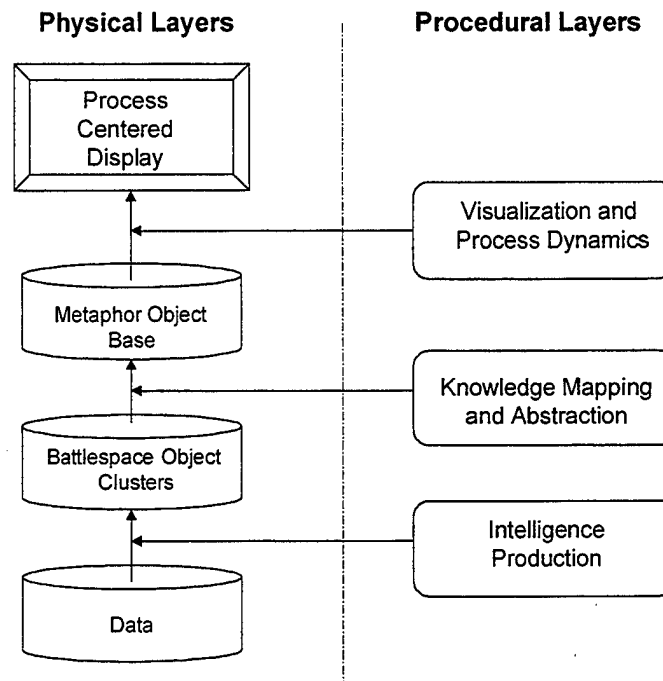 Physical Layers
Procedural Layers
Process
Centered
Display
Visualization and
Process Dynamics
Metaphor Object
Base
Knowledge Mapping
and Abstraction
Battlespace Object
Clusters
Intelligence
Production
Data